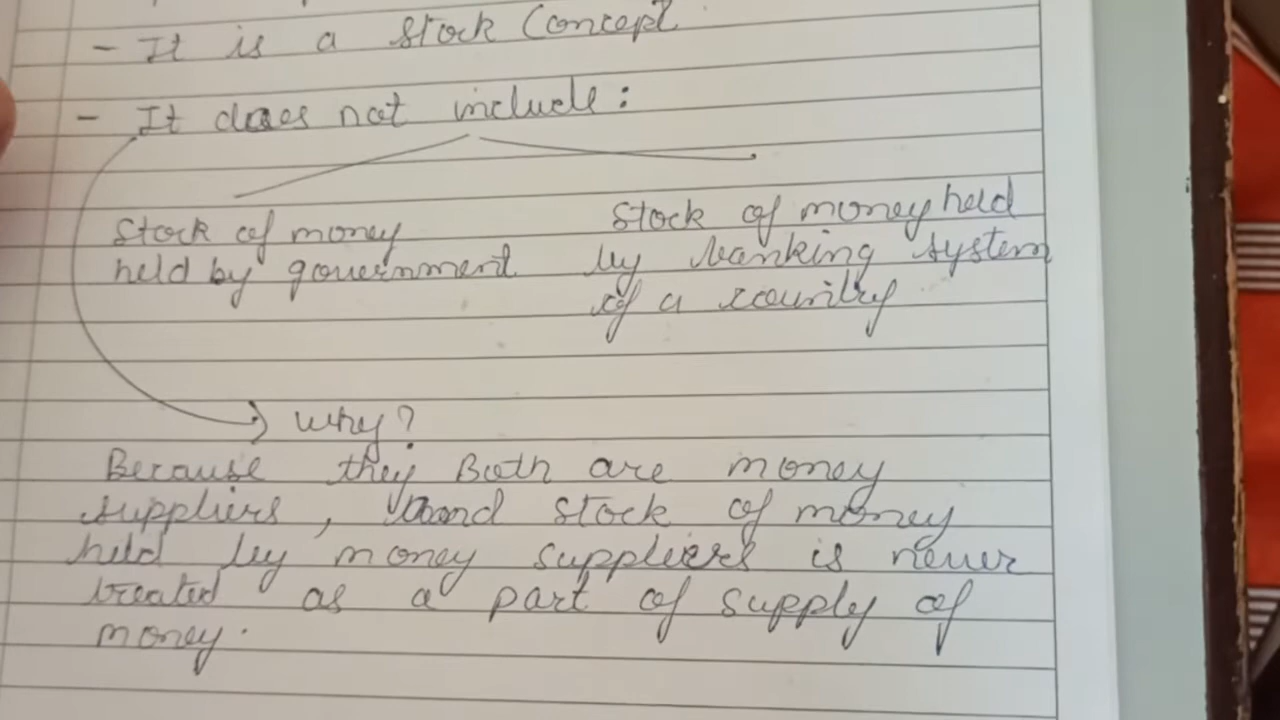 - It is a stock Concept
- It does not include:
Stock of money
held by government
Stock of money held
by banking system
of a country
Why?
Because they Both are money
suppliers, and stock of money
held by money suppliers is never
treated as a part of supply of
money.